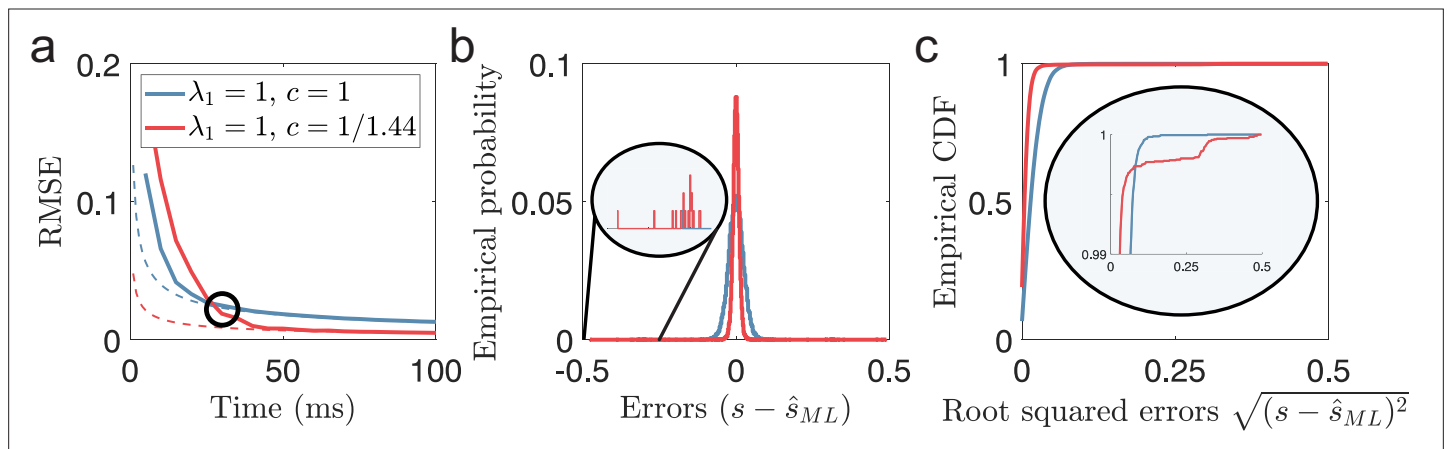 a
0.2
0.1
0
RMSE
λ₁ = 1, c = 1
λ₁ = 1, c = 1/1.44
0
50
100
Time (ms)
b
0.1
0.05
0
Empirical probability
-0.5
0
0.5
Errors (s − ŝ_ML)
c
1
0.5
0
Empirical CDF
1
0.99
0
0.25
0.5
0
0.25
0.5
Root squared errors √(s − ŝ_ML)²